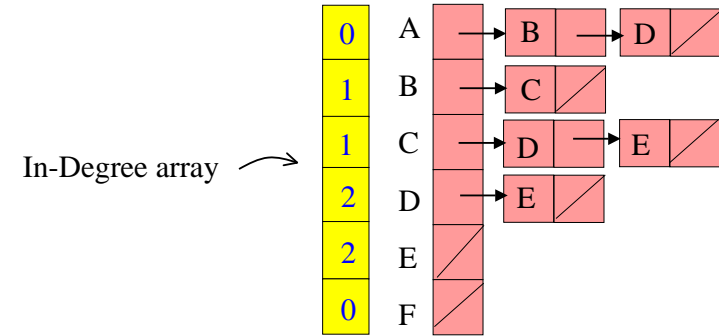 0 A B D
1 B C
In-Degree array 1 C D E
2 D E
2 E
0 F